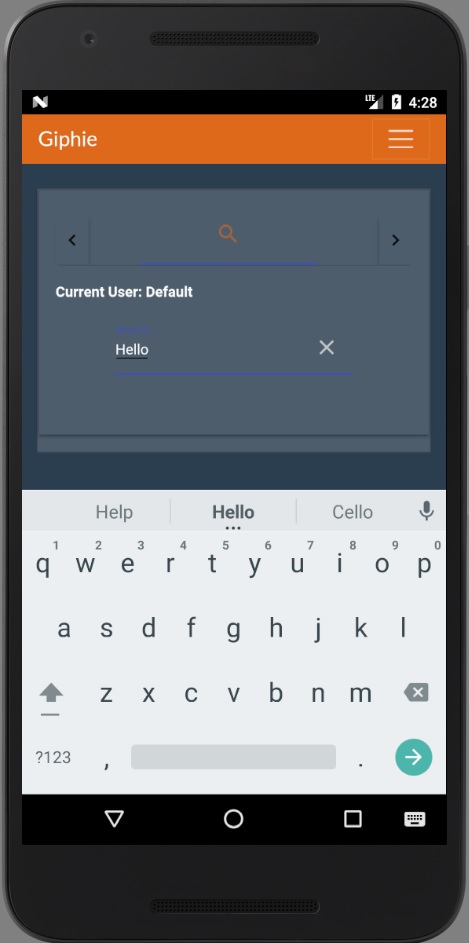 LTE 4:28
Giphie
Current User: Default
Hello
Help Hello Cello
1 2 3 4 5 6 7 8 9 0
q w e r t y u i o p
a s d f g h j k l
z x c v b n m
?123 , .